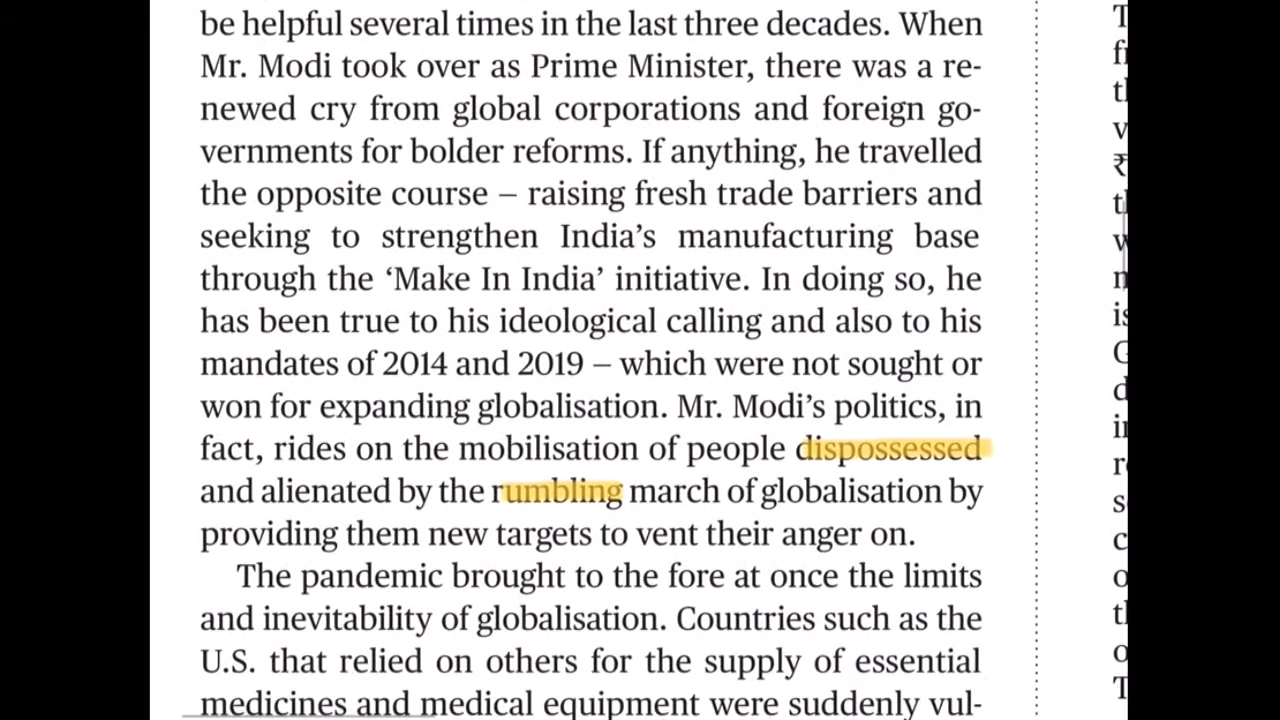 be helpful several times in the last three decades. When
Mr. Modi took over as Prime Minister, there was a re-
newed cry from global corporations and foreign go-
vernments for bolder reforms. If anything, he travelled
the opposite course – raising fresh trade barriers and
seeking to strengthen India’s manufacturing base
through the ‘Make In India’ initiative. In doing so, he
has been true to his ideological calling and also to his
mandates of 2014 and 2019 – which were not sought or
won for expanding globalisation. Mr. Modi’s politics, in
fact, rides on the mobilisation of people dispossessed
and alienated by the rumbling march of globalisation by
providing them new targets to vent their anger on.
The pandemic brought to the fore at once the limits
and inevitability of globalisation. Countries such as the
U.S. that relied on others for the supply of essential
medicines and medical equipment were suddenly vul-